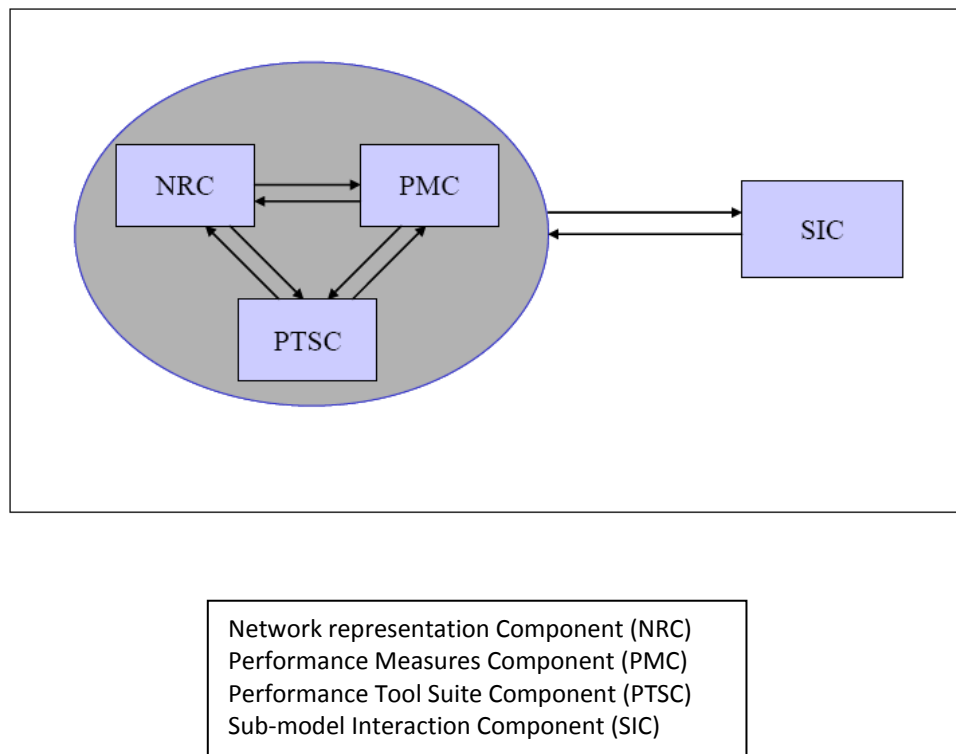 NRC
PMC
SIC
PTSC
Network representation Component (NRC)
Performance Measures Component (PMC)
Performance Tool Suite Component (PTSC)
Sub-model Interaction Component (SIC)